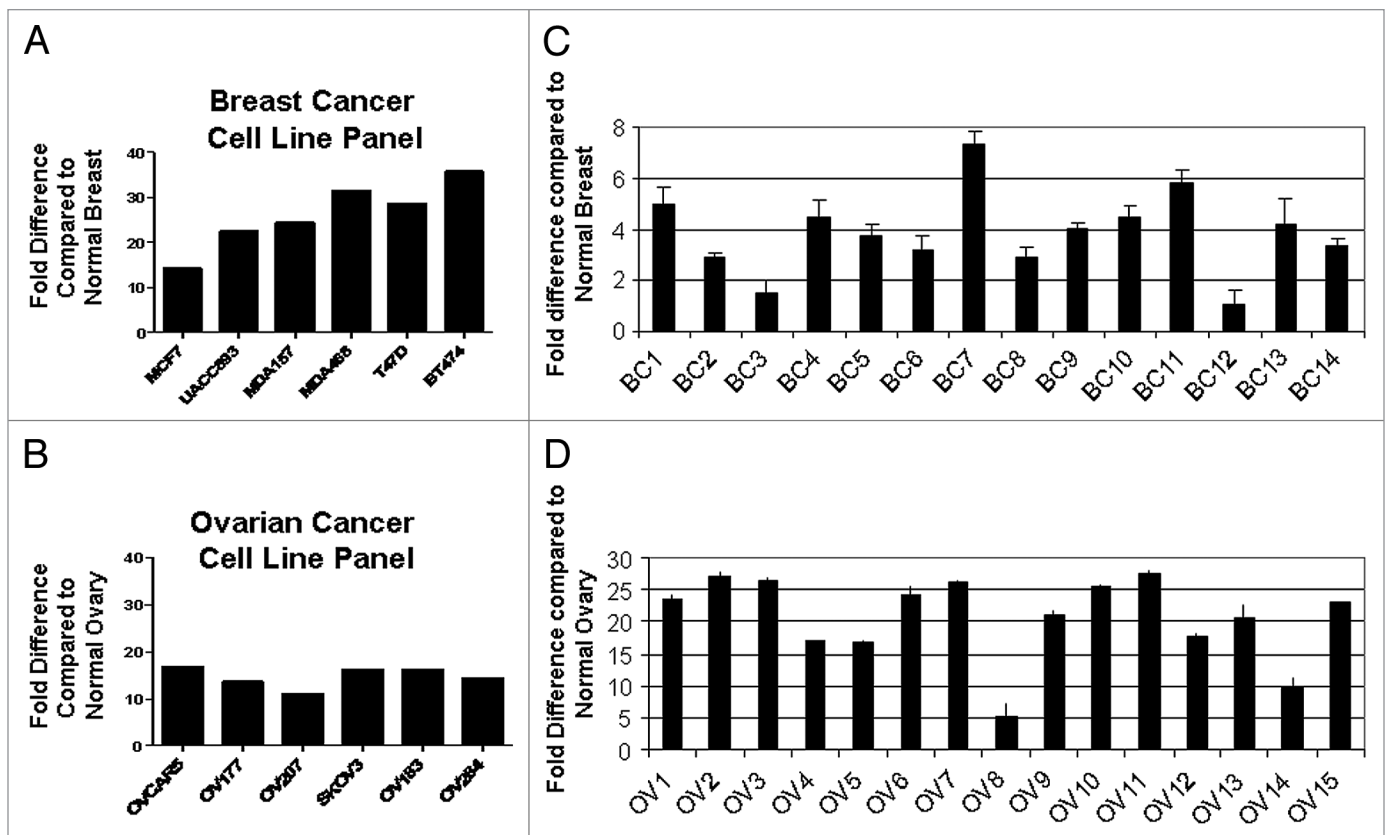 A
Breast Cancer
Cell Line Panel
Fold Difference
Compared to
Normal Breast
40
30
20
10
0
MCF7
UACC893
MDA157
MDA468
T47D
BT474
C
Fold difference compared to
Normal Breast
8
6
4
2
0
BC1
BC2
BC3
BC4
BC5
BC6
BC7
BC8
BC9
BC10
BC11
BC12
BC13
BC14
B
Ovarian Cancer
Cell Line Panel
Fold Difference
Compared to
Normal Ovary
40
30
20
10
0
OVCAR5
OV177
OV207
SKOV3
OV183
OV284
D
Fold Difference compared to
Normal Ovary
30
25
20
15
10
5
0
OV1
OV2
OV3
OV4
OV5
OV6
OV7
OV8
OV9
OV10
OV11
OV12
OV13
OV14
OV15